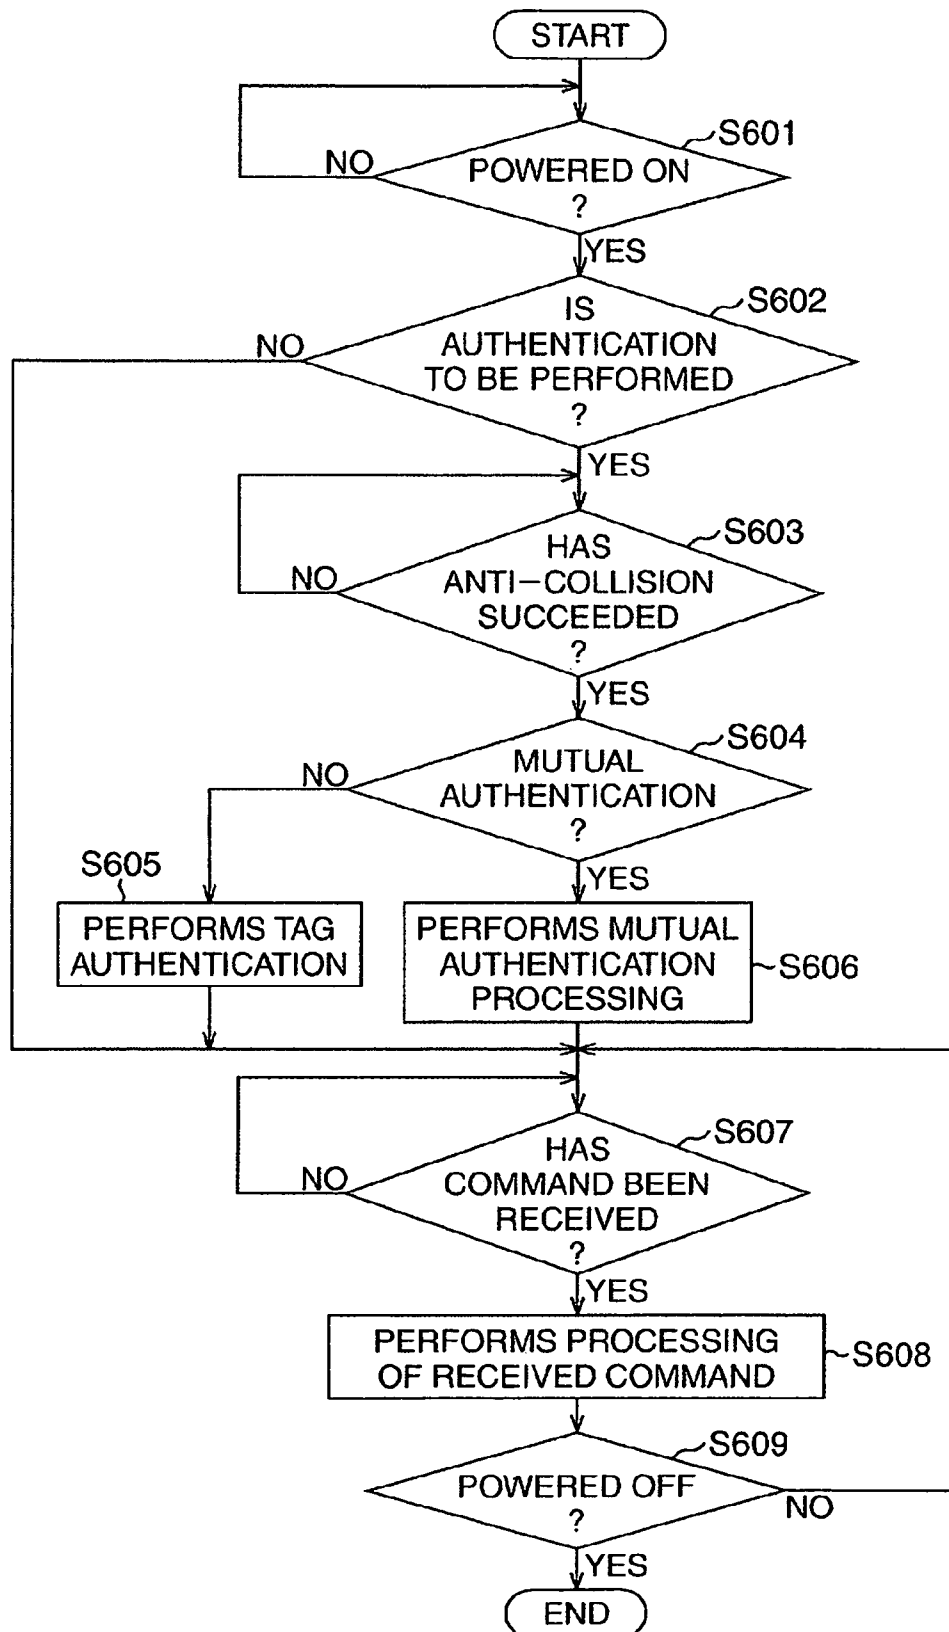 START
S601
NO
POWERED ON
?
YES
S602
IS
NO
AUTHENTICATION
TO BE PERFORMED
?
YES
S603
HAS
NO
ANTI-COLLISION
SUCCEEDED
?
YES
S604
NO
MUTUAL
AUTHENTICATION
?
YES
S605
PERFORMS TAG
AUTHENTICATION
PERFORMS MUTUAL
AUTHENTICATION
PROCESSING
S606
S607
HAS
NO
COMMAND BEEN
RECEIVED
?
YES
PERFORMS PROCESSING
OF RECEIVED COMMAND
S608
S609
POWERED OFF
?
NO
YES
END